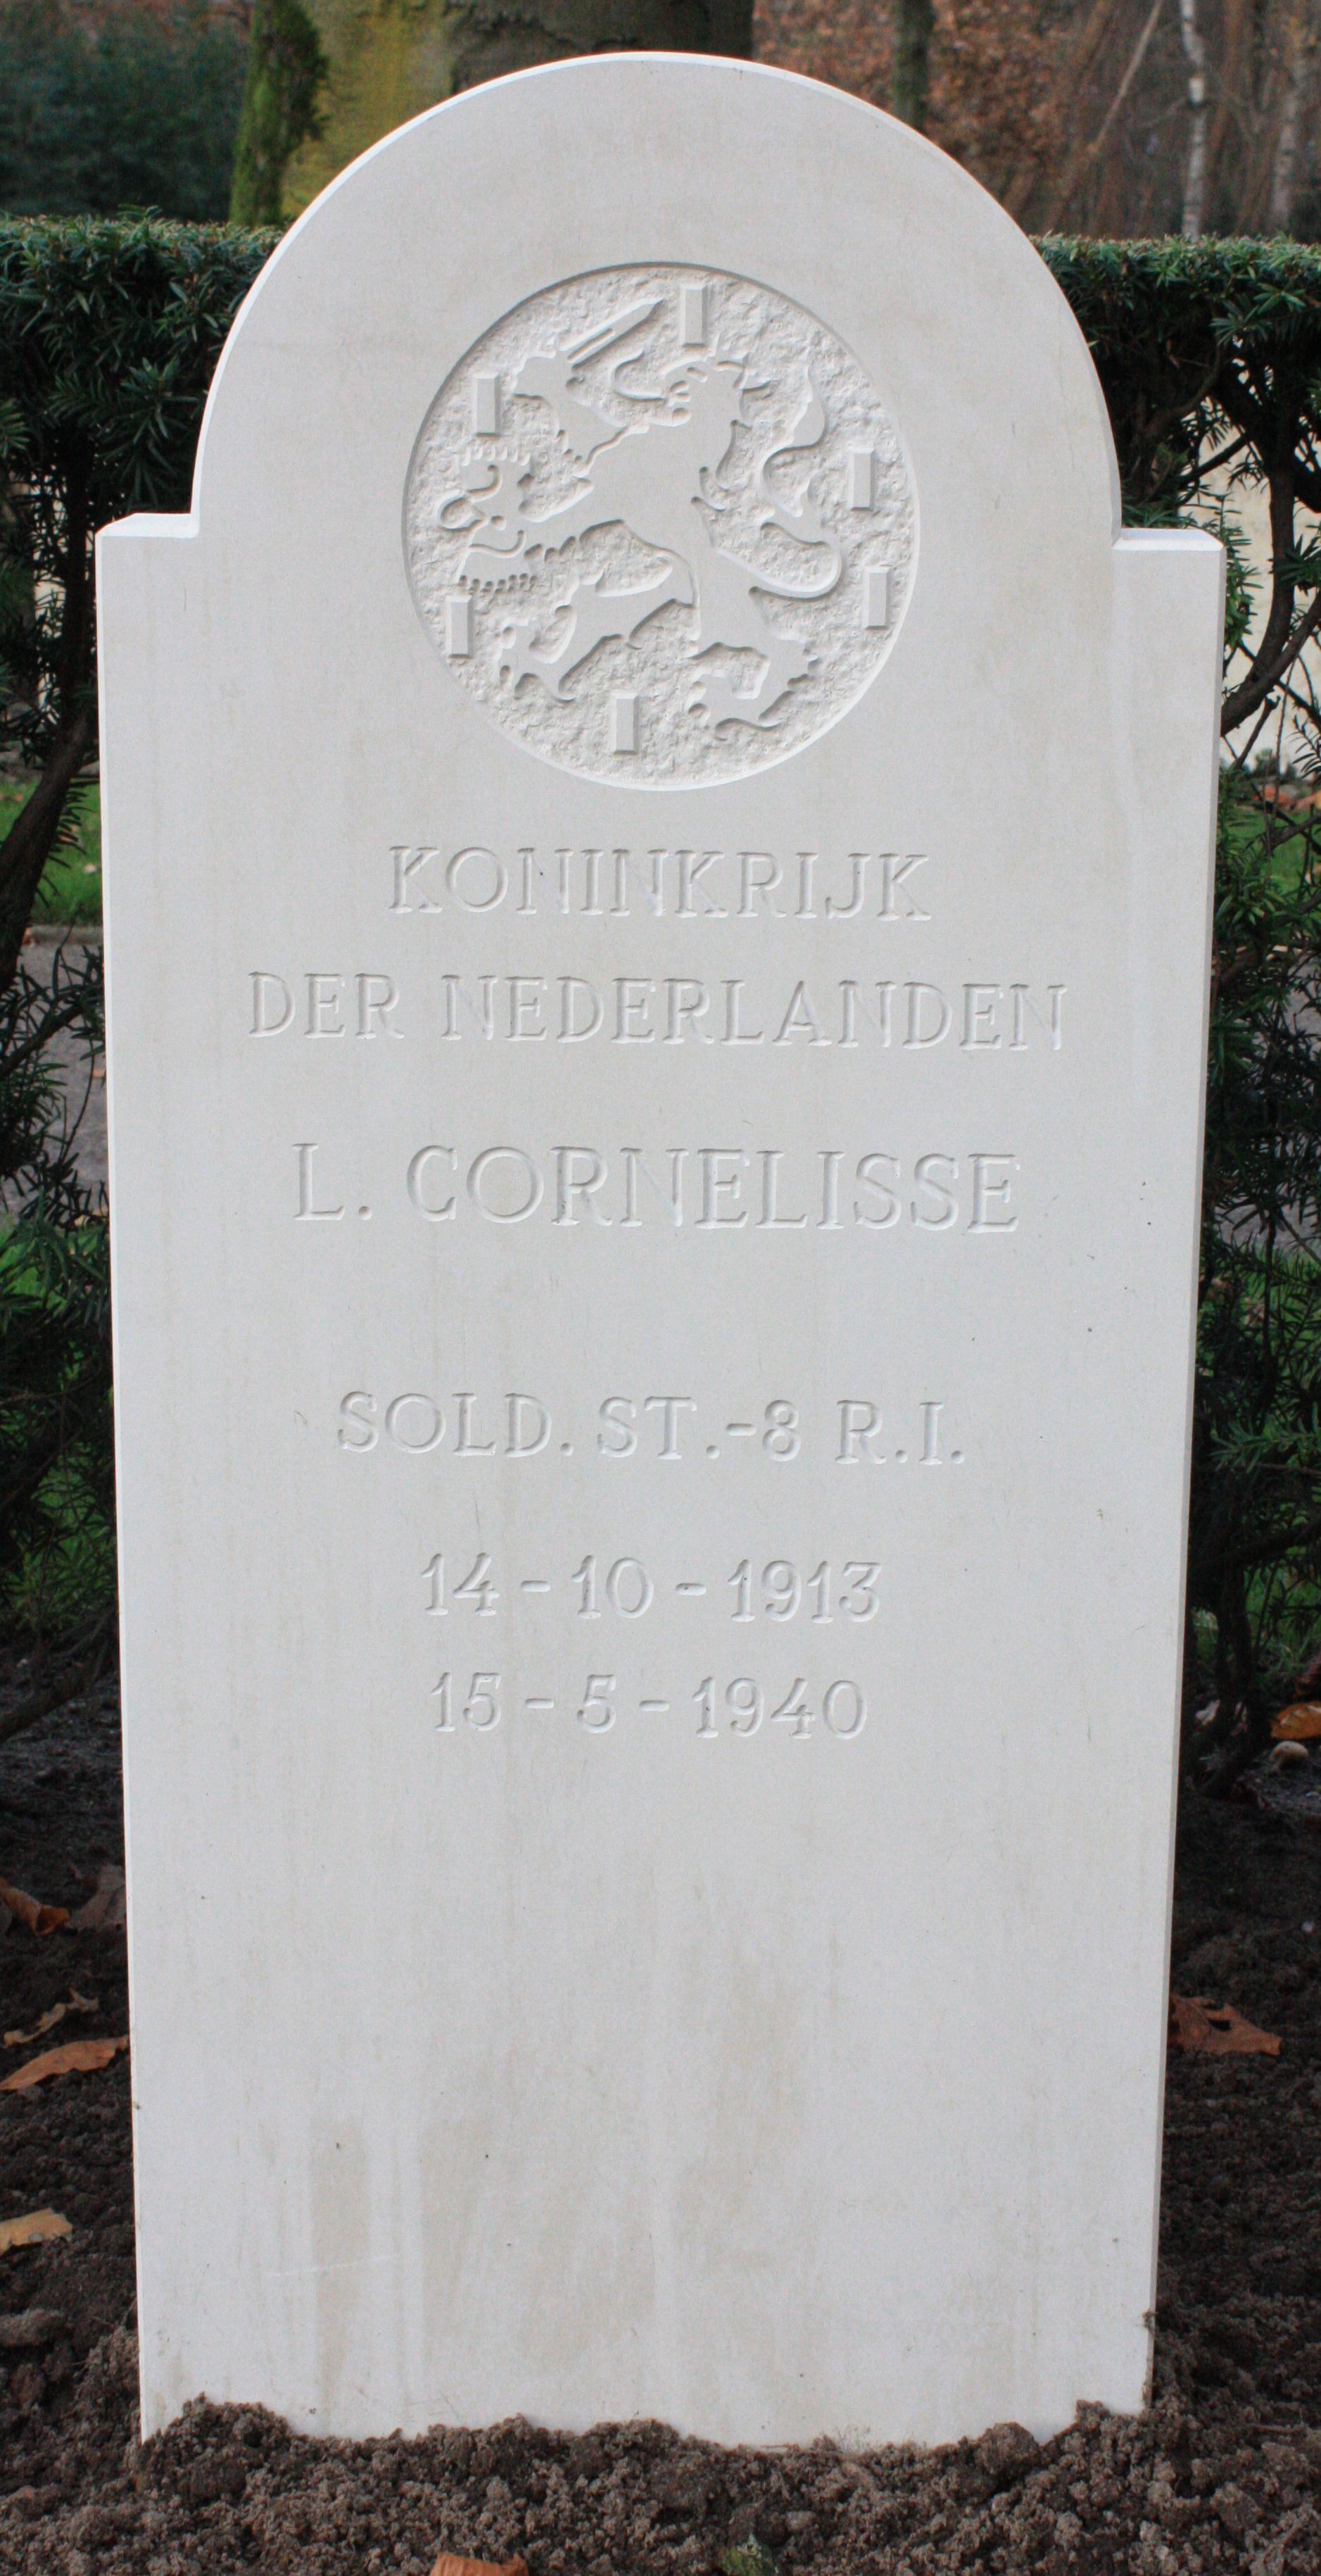 KONINKRIJK
DER NEDERLANDEN
L. CORNELISSE
SOLD. ST.-8 R.I.
14-10-1913
15-5-1940